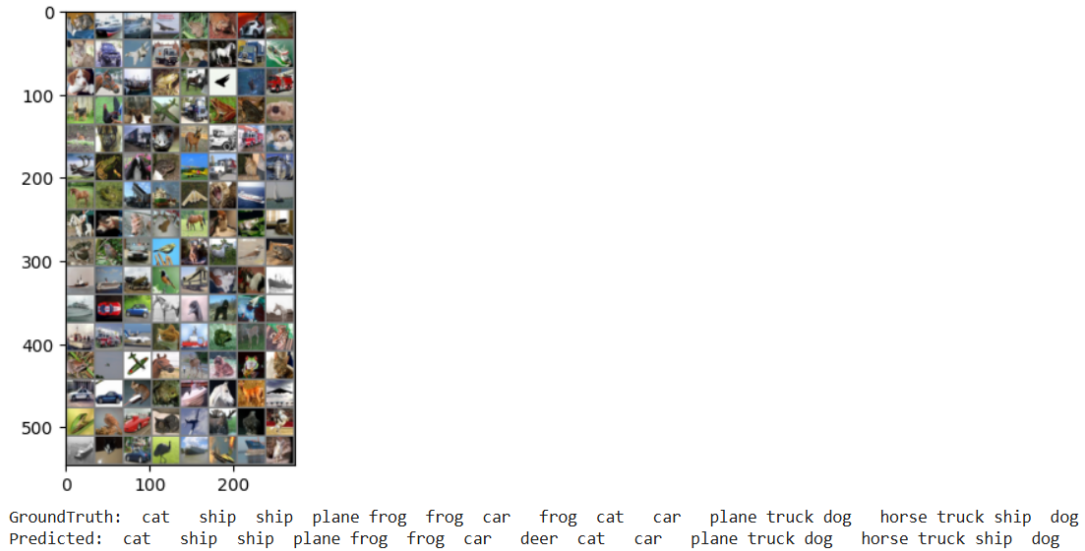 0
100
200
300
400
500
0 100 200
GroundTruth: cat ship ship plane frog frog car frog cat car plane truck dog horse truck ship dog
Predicted: cat ship ship plane frog frog car deer cat car plane truck dog horse truck ship dog